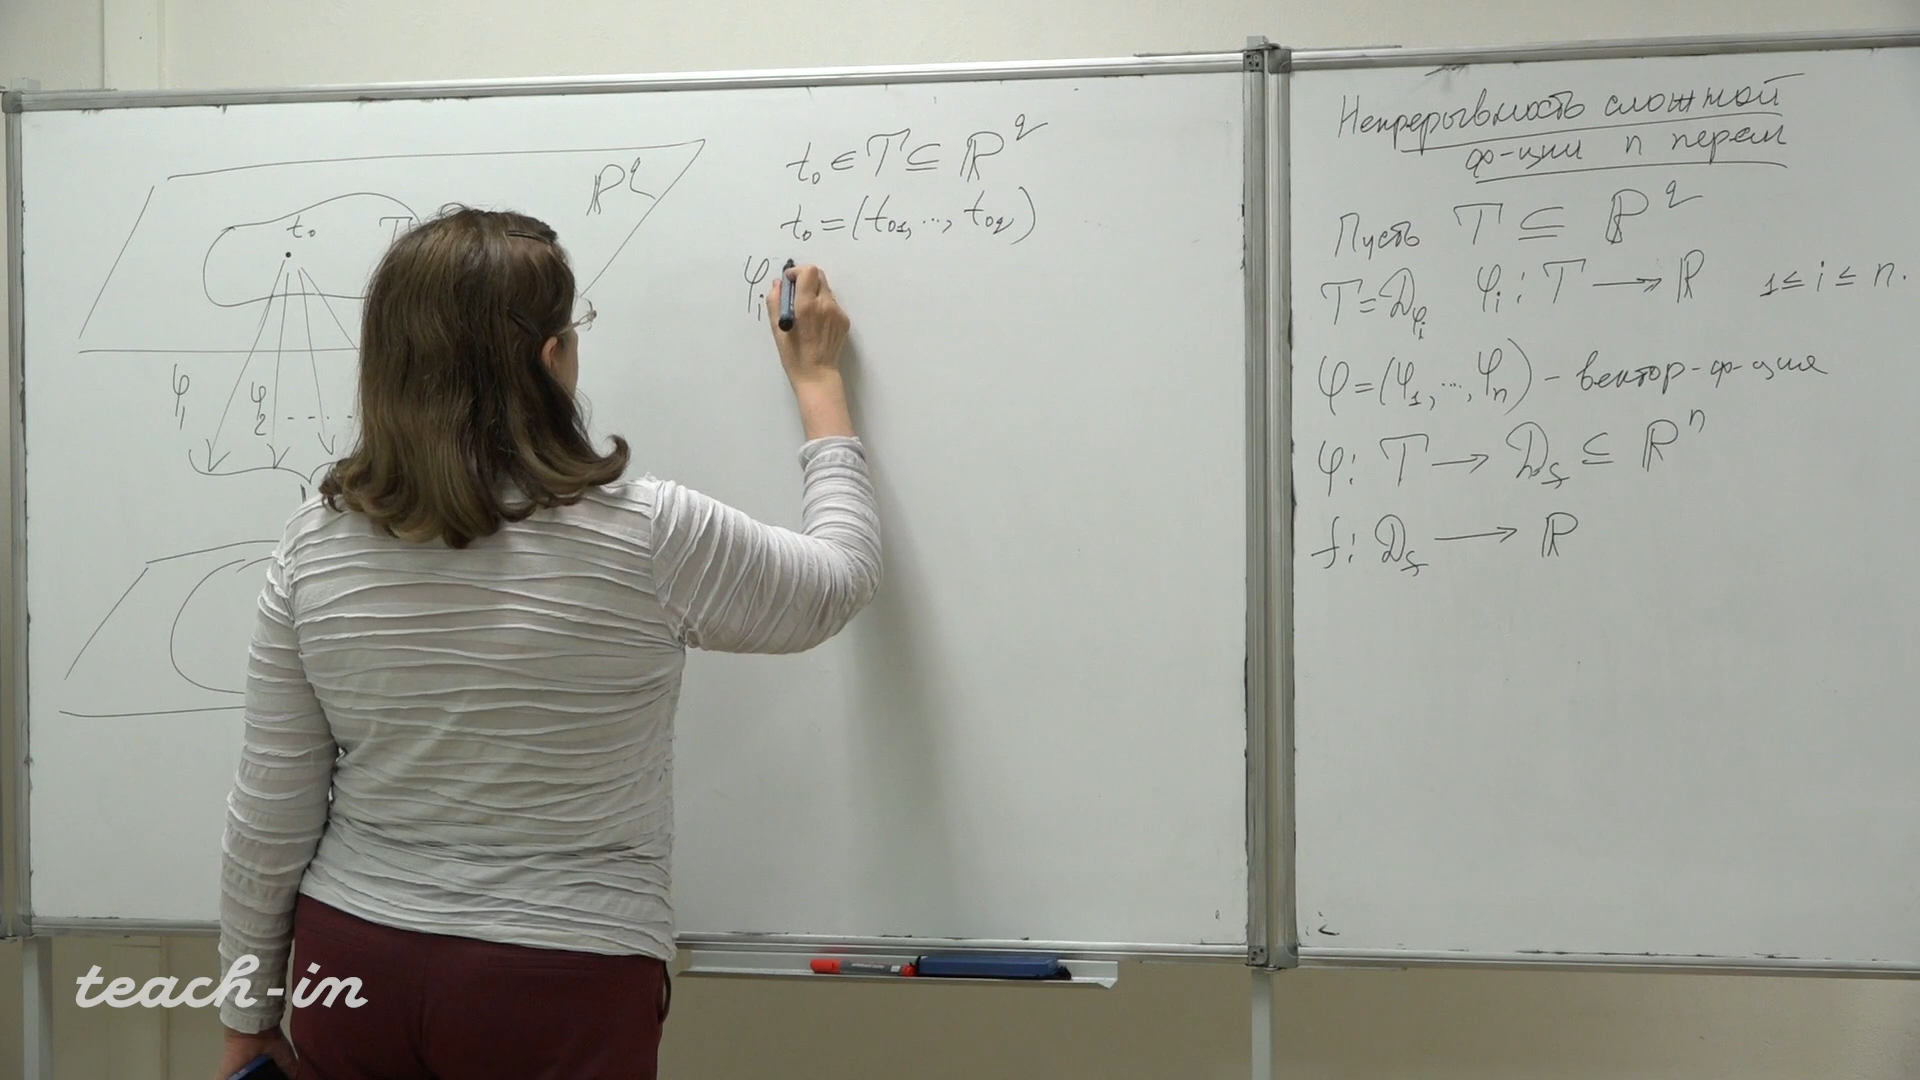 ℝ^q
t₀
T
φ₁ φ₂ - - - -
t₀ ∈ T ⊆ ℝ^q
t₀ = (t₀₁, ..., t₀q)
φᵢ
Непрерывность сложной
ф-ции n перем
Пусть T ⊆ ℝ^q
T = D_φᵢ φᵢ : T → ℝ 1 ≤ i ≤ n.
φ = (φ₁, ..., φₙ) - вектор-ф-ция
φ : T → D_f ⊆ ℝⁿ
f : D_f → ℝ
teach-in